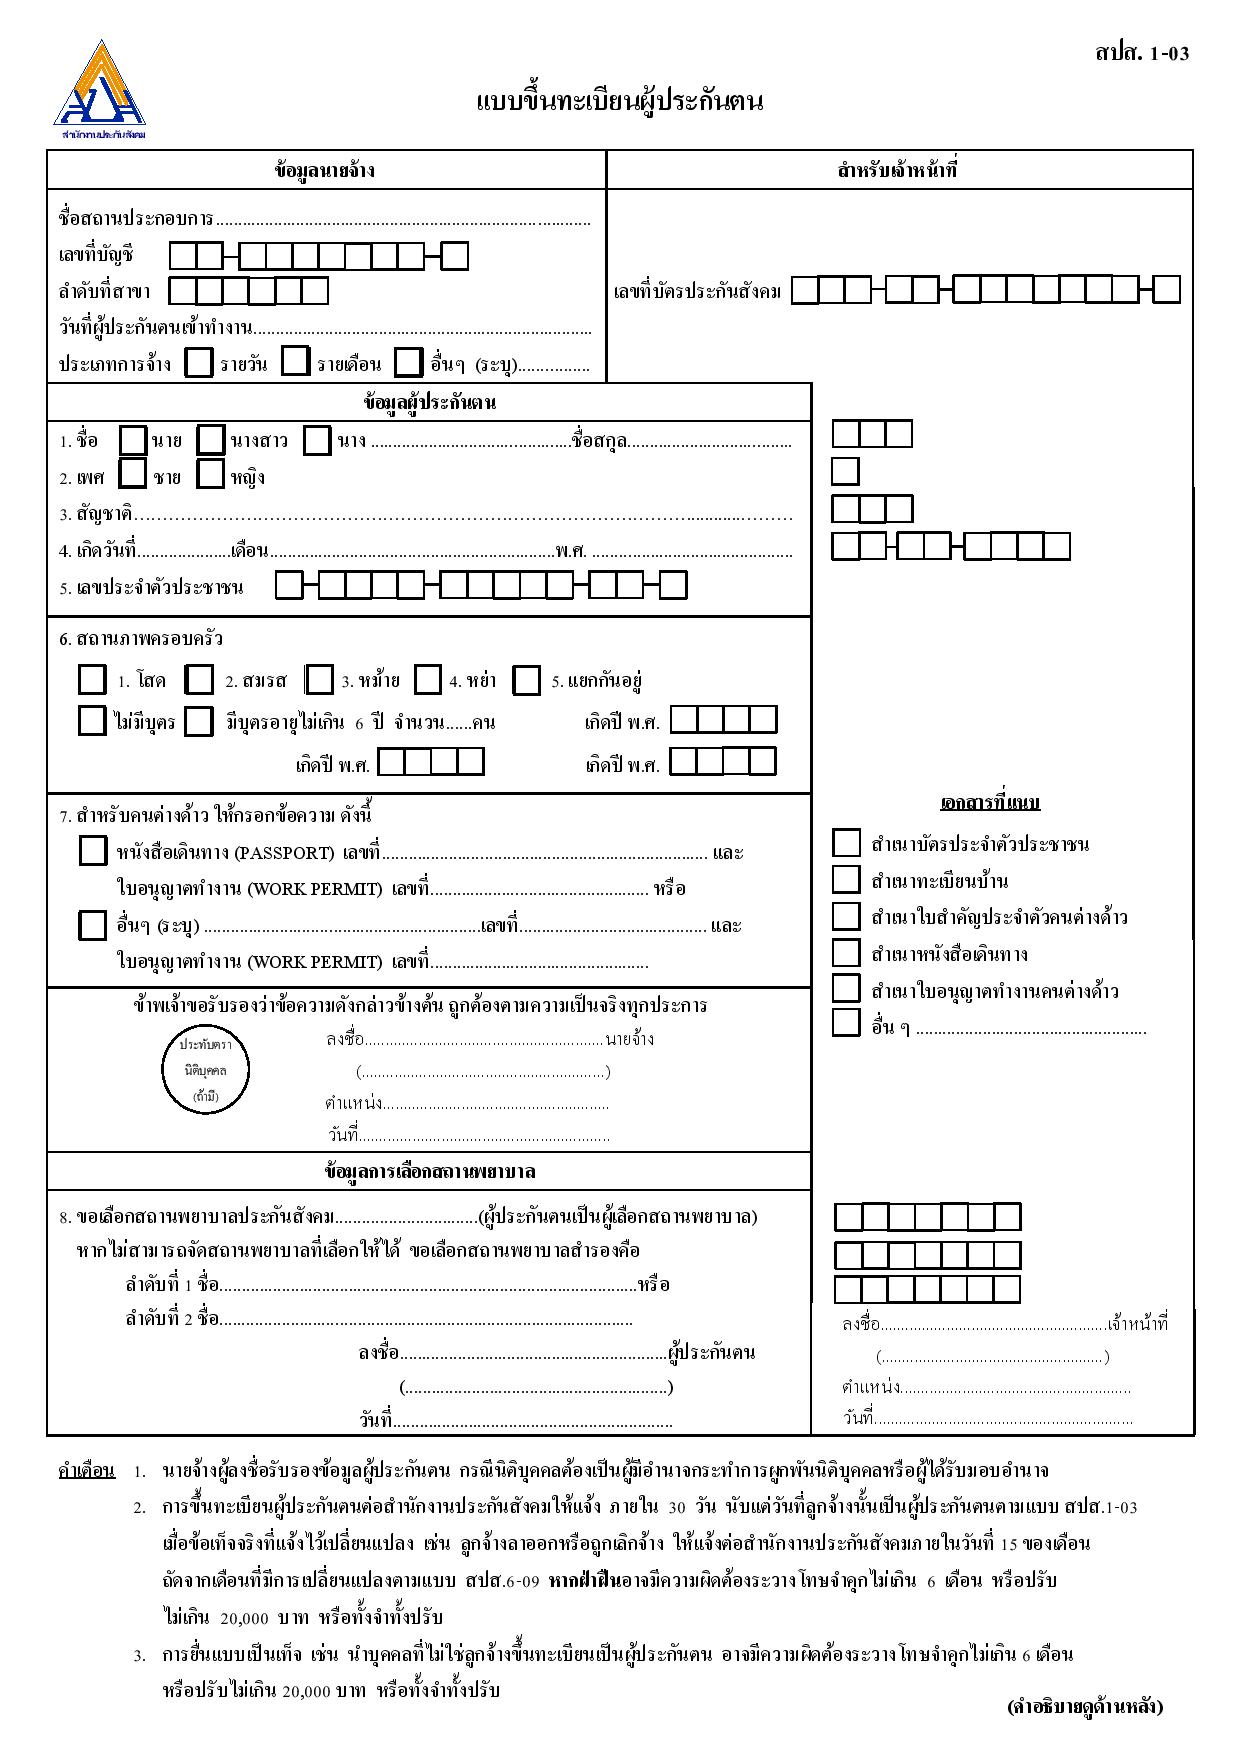 สปส. 1-03
สำนักงานประกันสังคม
แบบขึ้นทะเบียนผู้ประกันตน
ข้อมูลนายจ้าง
สำหรับเจ้าหน้าที่
ชื่อสถานประกอบการ....................................................................................
เลขที่บัญชี
ลำดับที่สาขา
เลขที่บัตรประกันสังคม
วันที่ผู้ประกันตนเข้าทำงาน............................................................................
ประเภทการจ้าง รายวัน รายเดือน อื่นๆ (ระบุ)................
ข้อมูลผู้ประกันตน
1. ชื่อ นาย นางสาว นาง .............................................ชื่อสกุล.....................................
2. เพศ ชาย หญิง
3. สัญชาติ.......................................................................................
4. เกิดวันที่.....................เดือน................................................................พ.ศ. .............................................
5. เลขประจำตัวประชาชน
6. สถานภาพครอบครัว
1. โสด 2. สมรส 3. หม้าย 4. หย่า 5. แยกกันอยู่
ไม่มีบุตร มีบุตรอายุไม่เกิน 6 ปี จำนวน......คน เกิดปี พ.ศ.
เกิดปี พ.ศ. เกิดปี พ.ศ.
7. สำหรับคนต่างด้าว ให้กรอกข้อความ ดังนี้
หนังสือเดินทาง (PASSPORT) เลขที่......................................................................... และ
ใบอนุญาตทำงาน (WORK PERMIT) เลขที่................................................. หรือ
อื่นๆ (ระบุ) ..............................................................เลขที่.......................................... และ
ใบอนุญาตทำงาน (WORK PERMIT) เลขที่.................................................
เอกสารที่แนบ
สำเนาบัตรประจำตัวประชาชน
สำเนาทะเบียนบ้าน
สำเนาใบสำคัญประจำตัวคนต่างด้าว
สำเนาหนังสือเดินทาง
สำเนาใบอนุญาตทำงานคนต่างด้าว
อื่น ๆ ....................................................
ข้าพเจ้าขอรับรองว่าข้อความดังกล่าวข้างต้น ถูกต้องตามความเป็นจริงทุกประการ
ประทับตรา
นิติบุคคล
(ถ้ามี)
ลงชื่อ..........................................................นายจ้าง
(...........................................................)
ตำแหน่ง.......................................................
วันที่.............................................................
ข้อมูลการเลือกสถานพยาบาล
8. ขอเลือกสถานพยาบาลประกันสังคม................................(ผู้ประกันตนเป็นผู้เลือกสถานพยาบาล)
หากไม่สามารถจัดสถานพยาบาลที่เลือกให้ได้ ขอเลือกสถานพยาบาลสำรองคือ
ลำดับที่ 1 ชื่อ..............................................................................................หรือ
ลำดับที่ 2 ชื่อ.............................................................................................
ลงชื่อ............................................................ผู้ประกันตน
(...........................................................)
วันที่...............................................................
ลงชื่อ......................................................เจ้าหน้าที่
(.....................................................)
ตำแหน่ง.......................................................
วันที่..............................................................
คำเตือน 1. นายจ้างผู้ลงชื่อรับรองข้อมูลผู้ประกันตน กรณีนิติบุคคลต้องเป็นผู้มีอำนาจกระทำการผูกพันนิติบุคคลหรือผู้ได้รับมอบอำนาจ
2. การขึ้นทะเบียนผู้ประกันตนต่อสำนักงานประกันสังคมให้แจ้ง ภายใน 30 วัน นับแต่วันที่ลูกจ้างนั้นเป็นผู้ประกันตนตามแบบ สปส.1-03
เมื่อข้อเท็จจริงที่แจ้งไว้เปลี่ยนแปลง เช่น ลูกจ้างลาออกหรือถูกเลิกจ้าง ให้แจ้งต่อสำนักงานประกันสังคมภายในวันที่ 15 ของเดือน
ถัดจากเดือนที่มีการเปลี่ยนแปลงตามแบบ สปส.6-09 หากฝ่าฝืนอาจมีความผิดต้องระวางโทษจำคุกไม่เกิน 6 เดือน หรือปรับ
ไม่เกิน 20,000 บาท หรือทั้งจำทั้งปรับ
3. การยื่นแบบเป็นเท็จ เช่น นำบุคคลที่ไม่ใช่ลูกจ้างขึ้นทะเบียนเป็นผู้ประกันตน อาจมีความผิดต้องระวางโทษจำคุกไม่เกิน 6 เดือน
หรือปรับไม่เกิน 20,000 บาท หรือทั้งจำทั้งปรับ
(คำอธิบายดูด้านหลัง)